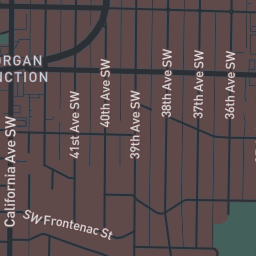 ORGAN
NCTION
California Ave SW
41st Ave SW
40th Ave SW
39th Ave SW
38th Ave SW
37th Ave SW
36th Ave SW
SW Frontenac St